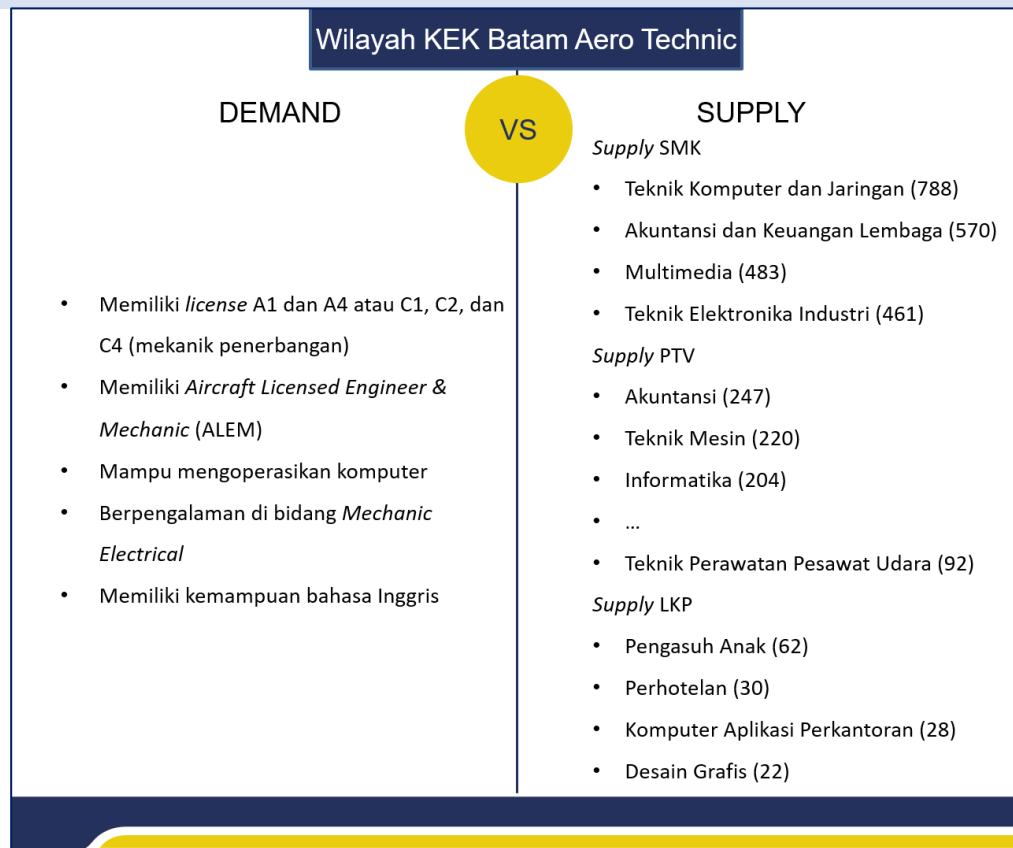 Wilayah KEK Batam Aero Technic
DEMAND
VS
SUPPLY
• Memiliki license A1 dan A4 atau C1, C2, dan
C4 (mekanik penerbangan)
• Memiliki Aircraft Licensed Engineer &
Mechanic (ALEM)
• Mampu mengoperasikan komputer
• Berpengalaman di bidang Mechanic
Electrical
• Memiliki kemampuan bahasa Inggris
Supply SMK
• Teknik Komputer dan Jaringan (788)
• Akuntansi dan Keuangan Lembaga (570)
• Multimedia (483)
• Teknik Elektronika Industri (461)
Supply PTV
• Akuntansi (247)
• Teknik Mesin (220)
• Informatika (204)
• ...
• Teknik Perawatan Pesawat Udara (92)
Supply LKP
• Pengasuh Anak (62)
• Perhotelan (30)
• Komputer Aplikasi Perkantoran (28)
• Desain Grafis (22)